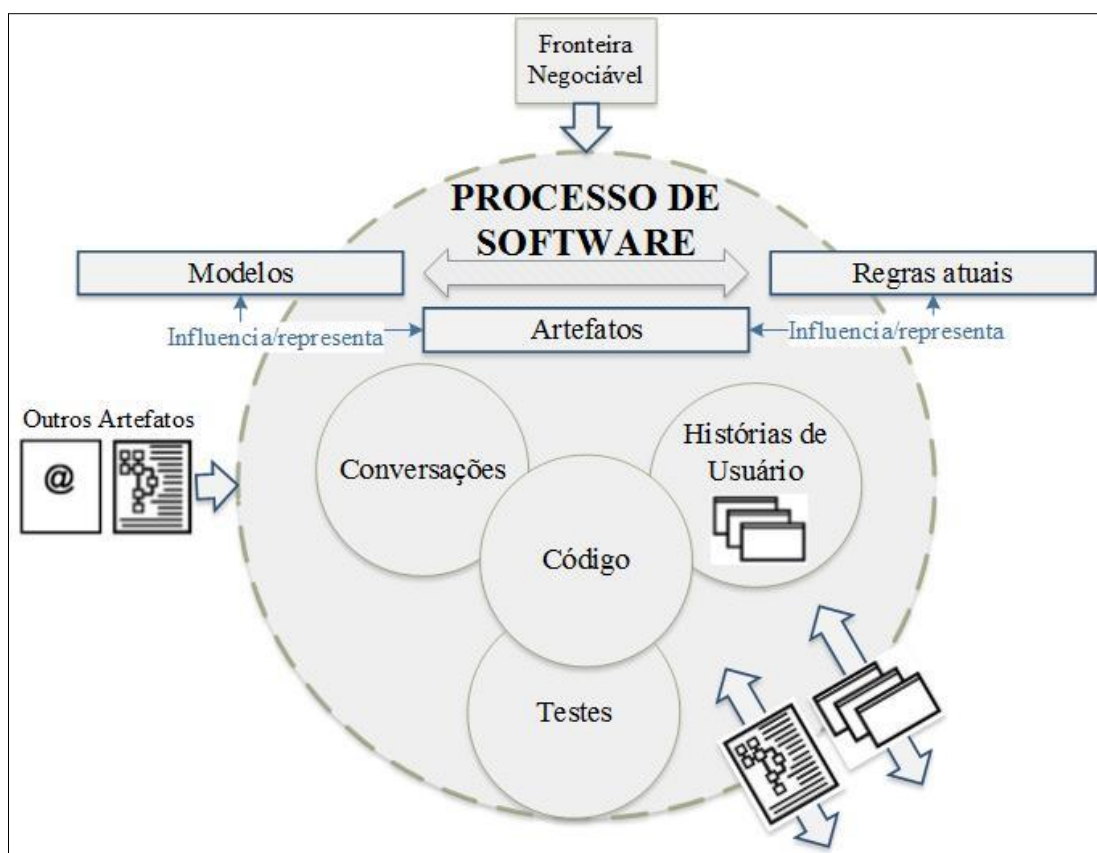 Fronteira
Negociável
PROCESSO DE
SOFTWARE
Modelos
Regras atuais
Influencia/representa
Artefatos
Influencia/representa
Outros Artefatos
@
Conversações
Histórias de
Usuário
Código
Testes